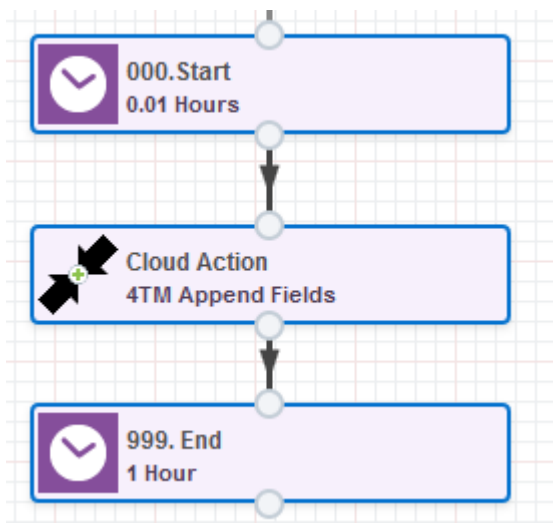 000.Start
0.01 Hours
Cloud Action
4TM Append Fields
999. End
1 Hour